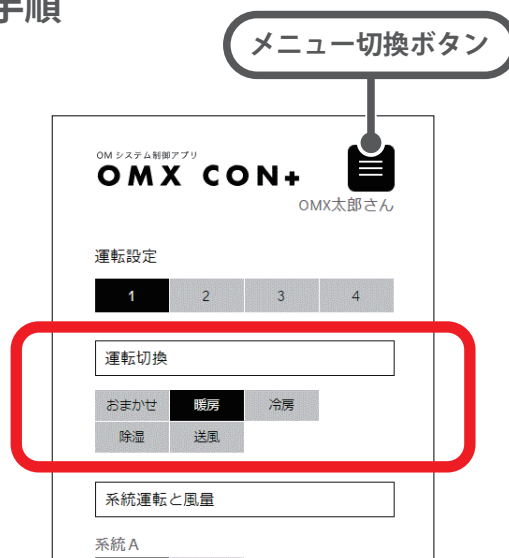 手順
メニュー切換ボタン
OMシステム制御アプリ
OMX CON+
OMX太郎さん
運転設定
1 2 3 4
運転切換
おまかせ 暖房 冷房
除湿 送風
系統運転と風量
系統A